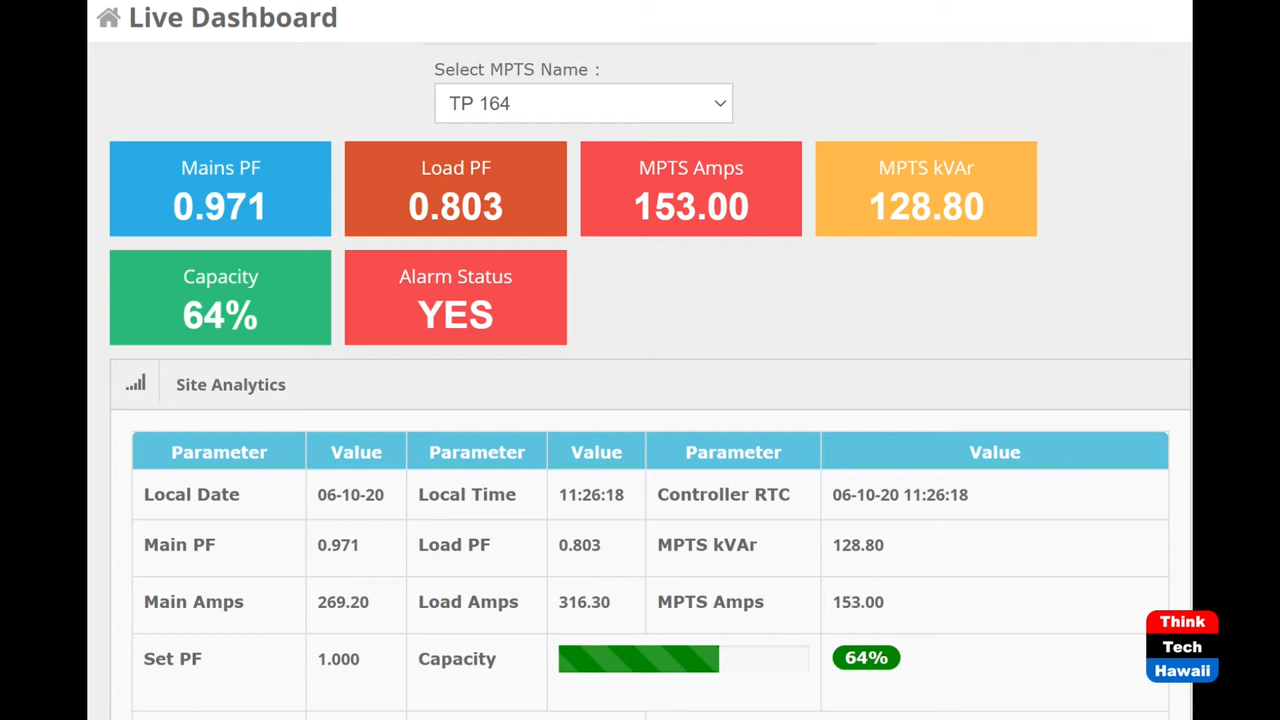 Live Dashboard
Select MPTS Name :
TP 164
Mains PF
0.971
Load PF
0.803
MPTS Amps
153.00
MPTS kVAr
128.80
Capacity
64%
Alarm Status
YES
Site Analytics
Parameter Value Parameter Value Parameter Value
Local Date 06-10-20 Local Time 11:26:18 Controller RTC 06-10-20 11:26:18
Main PF 0.971 Load PF 0.803 MPTS kVAr 128.80
Main Amps 269.20 Load Amps 316.30 MPTS Amps 153.00
Set PF 1.000 Capacity 64%
Think
Tech
Hawaii